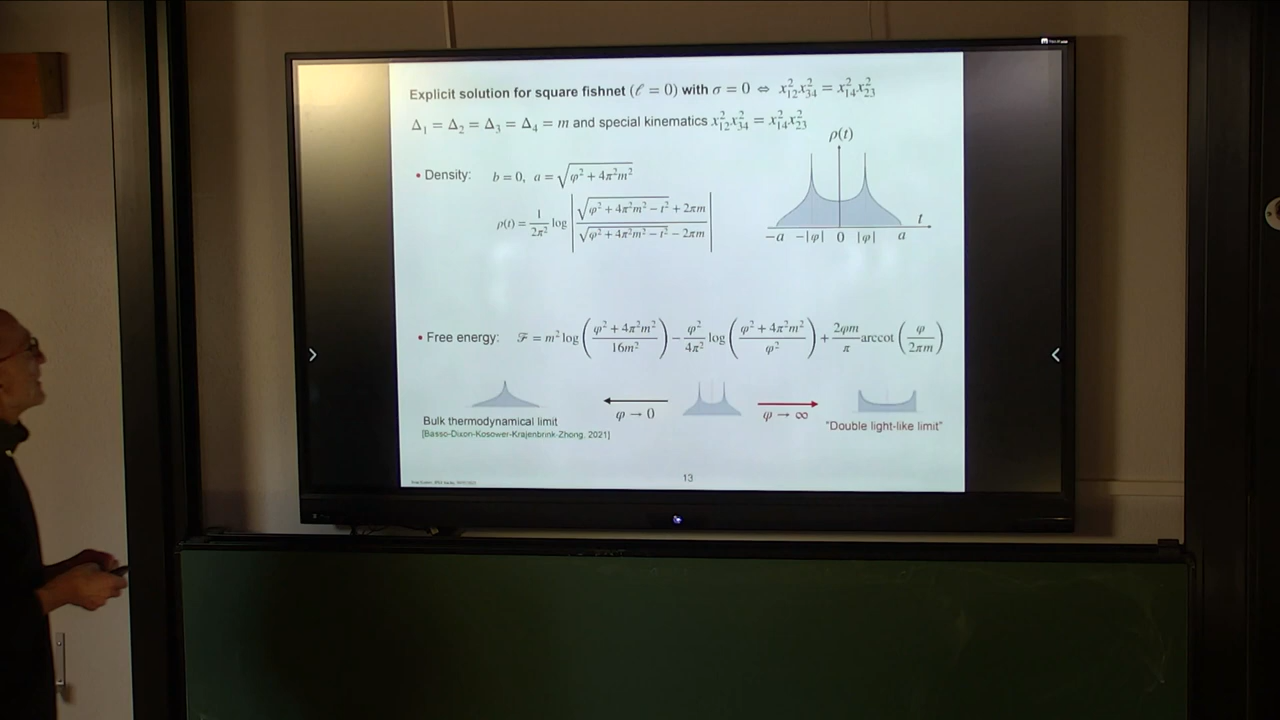 Explicit solution for square fishnet (ℓ = 0) with σ = 0 ⇔ x²₁₂x²₃₄ = x²₁₄x²₂₃
Δ₁ = Δ₂ = Δ₃ = Δ₄ = m and special kinematics x²₁₂x²₃₄ = x²₁₄x²₂₃
ρ(t)
• Density: b = 0, a = √(φ² + 4π²m²)
ρ(t) = 1/(2π²) log |(√(φ² + 4π²m² − t²) + 2πm)/(√(φ² + 4π²m² − t²) − 2πm)|
t
−a −|φ| 0 |φ| a
• Free energy: ℱ = m² log((φ² + 4π²m²)/(16m²)) − φ²/(4π²) log((φ² + 4π²m²)/φ²) + (2φm/π) arccot(φ/(2πm))
φ → 0 φ → ∞
Bulk thermodynamical limit
[Basso-Dixon-Kosower-Krajenbrink-Zhong, 2021]
"Double light-like limit"
13